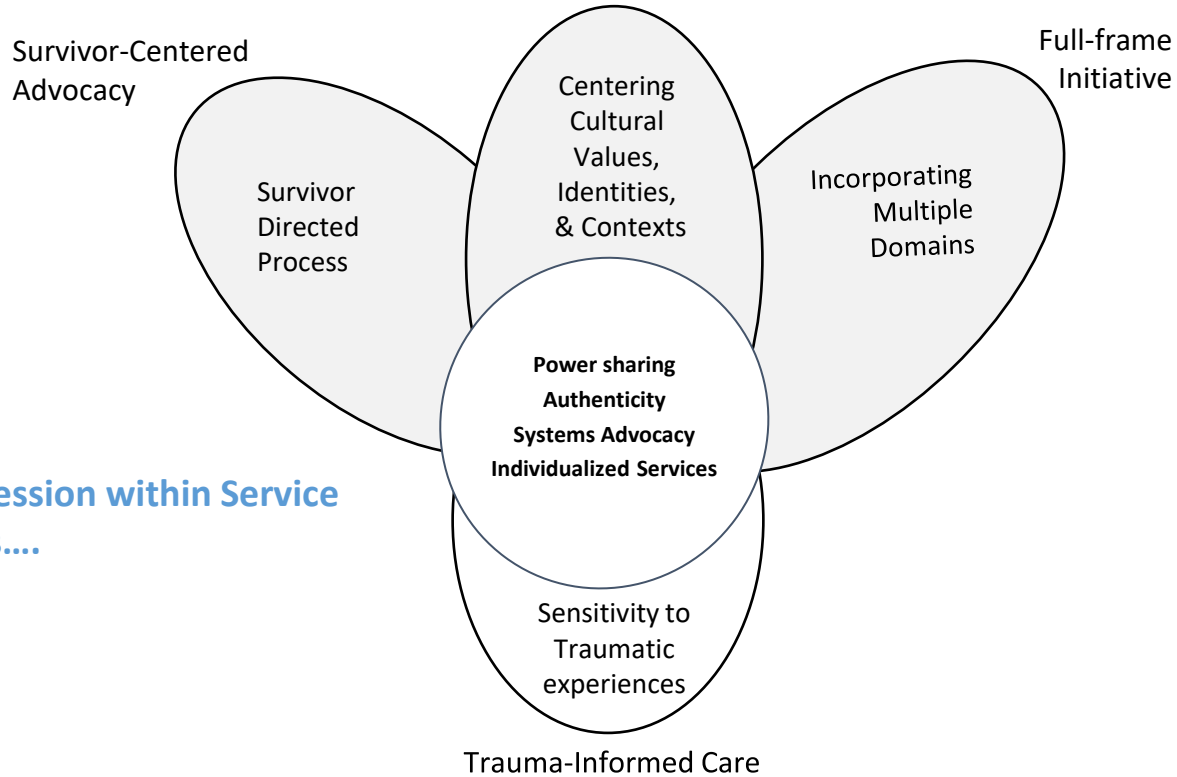 Survivor-Centered
Advocacy
Full-frame
Initiative
Centering
Cultural
Values,
Identities,
& Contexts
Survivor
Directed
Process
Incorporating
Multiple
Domains
Power sharing
Authenticity
Systems Advocacy
Individualized Services
ession within Service
Sensitivity to
Traumatic
experiences
Trauma-Informed Care